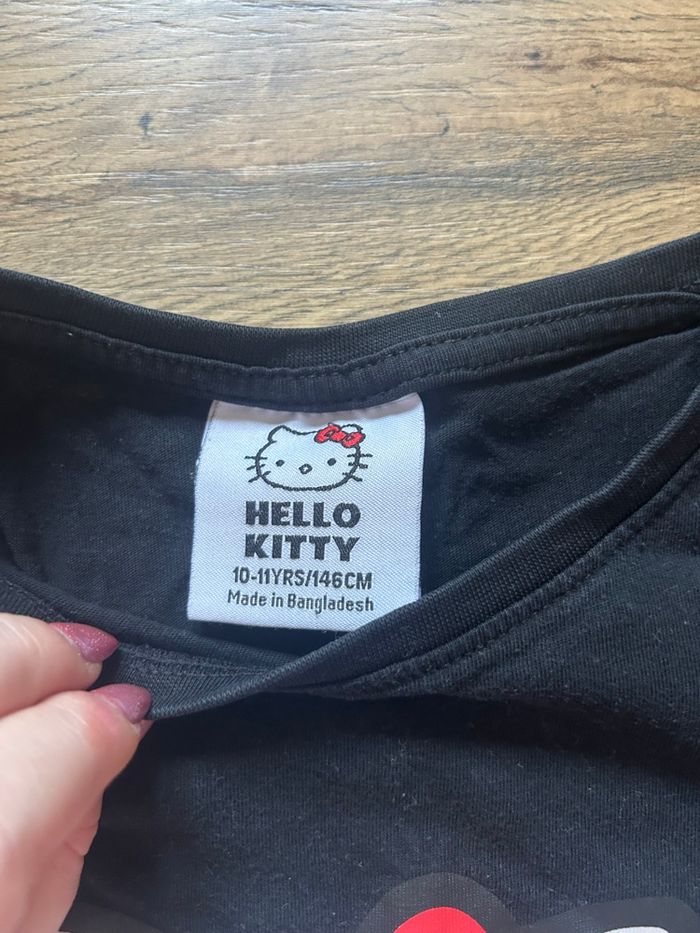 HELLO
KITTY
10-11YRS/146CM
Made in Bangladesh